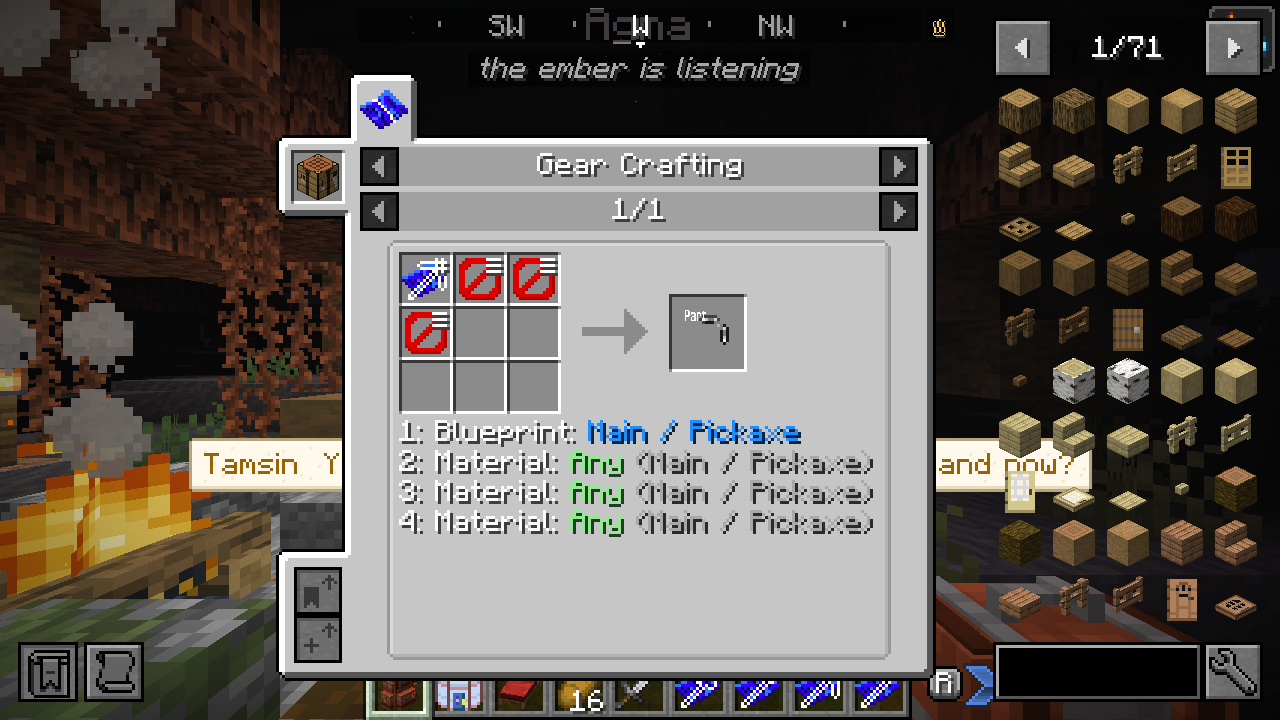 SW W NW
Agna
the ember is listening
1/71
Gear Crafting
1/1
Part
1: Blueprint: Main / Pickaxe
2: Material: Any (Main / Pickaxe)
3: Material: Any (Main / Pickaxe)
4: Material: Any (Main / Pickaxe)
Tamsin Y
and now?
16
R